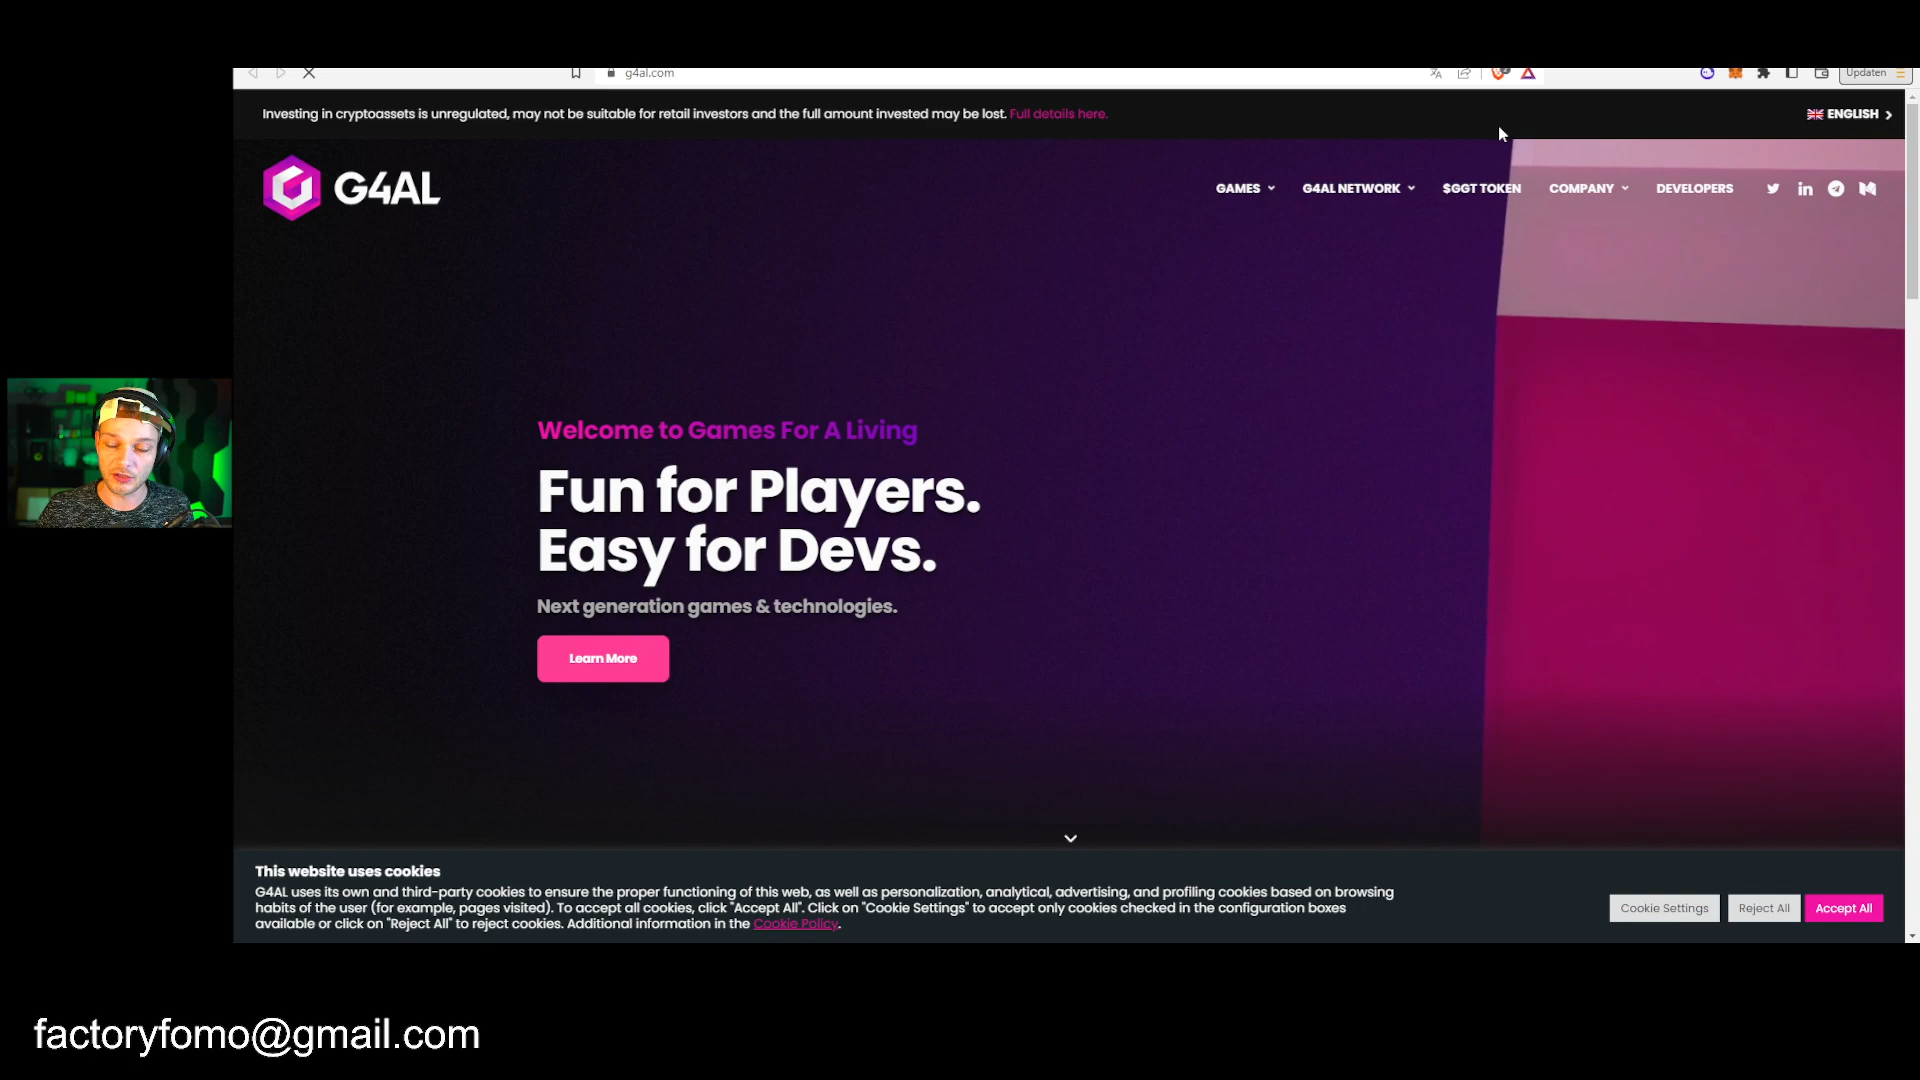 g4al.com
Updaten
Investing in cryptoassets is unregulated, may not be suitable for retail investors and the full amount invested may be lost. Full details here.
ENGLISH
G4AL
GAMES
G4AL NETWORK
$GGT TOKEN
COMPANY
DEVELOPERS
Welcome to Games For A Living
Fun for Players.
Easy for Devs.
Next generation games & technologies.
Learn More
This website uses cookies
G4AL uses its own and third-party cookies to ensure the proper functioning of this web, as well as personalization, analytical, advertising, and profiling cookies based on browsing
habits of the user (for example, pages visited). To accept all cookies, click "Accept All". Click on "Cookie Settings" to accept only cookies checked in the configuration boxes
available or click on "Reject All" to reject cookies. Additional information in the Cookie Policy.
Cookie Settings
Reject All
Accept All
factoryfomo@gmail.com